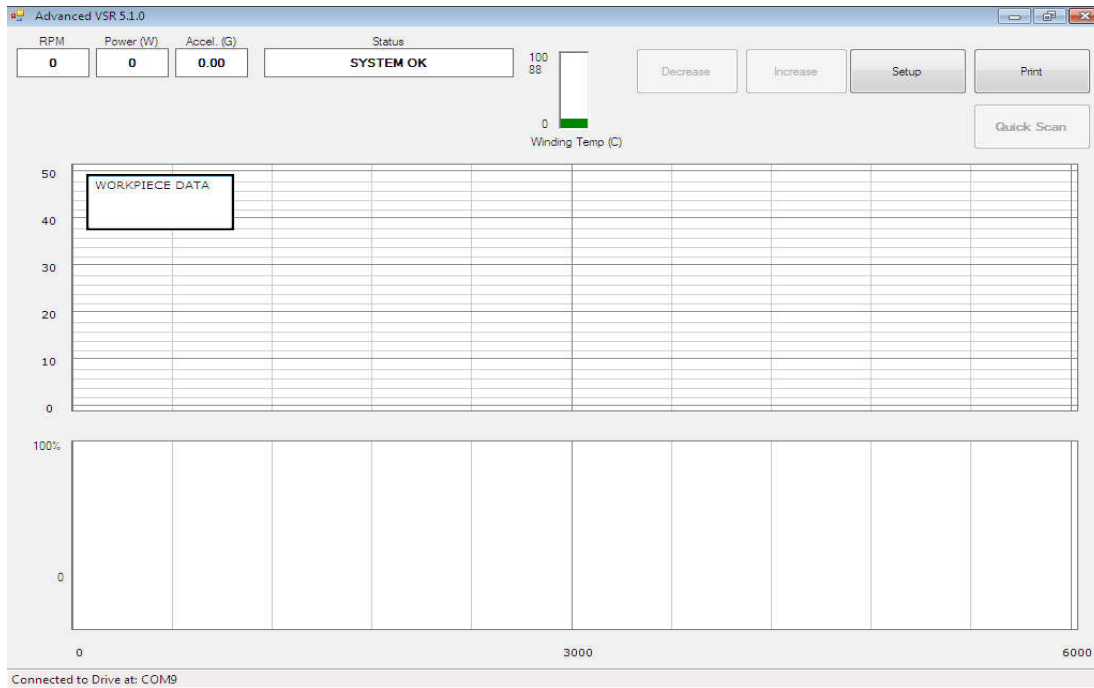 Advanced VSR 5.1.0
RPM Power (W) Accel. (G) Status
0 0 0.00 SYSTEM OK
100
88
0
Winding Temp (C)
Decrease Increase Setup Print
Quick Scan
50
WORKPIECE DATA
40
30
20
10
0
100%
0
0 3000 6000
Connected to Drive at: COM9